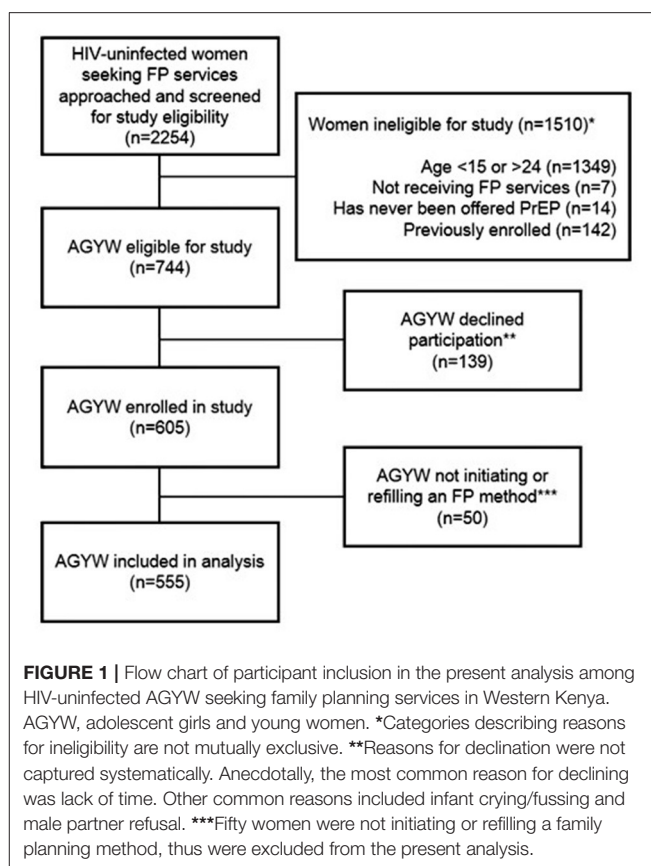 HIV-uninfected women
seeking FP services
approached and screened
for study eligibility
(n=2254)
Women ineligible for study (n=1510)*
Age <15 or >24 (n=1349)
Not receiving FP services (n=7)
Has never been offered PrEP (n=14)
Previously enrolled (n=142)
AGYW eligible for study
(n=744)
AGYW declined
participation**
(n=139)
AGYW enrolled in study
(n=605)
AGYW not initiating or
refilling an FP method***
(n=50)
AGYW included in analysis
(n=555)
FIGURE 1 | Flow chart of participant inclusion in the present analysis among
HIV-uninfected AGYW seeking family planning services in Western Kenya.
AGYW, adolescent girls and young women. *Categories describing reasons
for ineligibility are not mutually exclusive. **Reasons for declination were not
captured systematically. Anecdotally, the most common reason for declining
was lack of time. Other common reasons included infant crying/fussing and
male partner refusal. ***Fifty women were not initiating or refilling a family
planning method, thus were excluded from the present analysis.